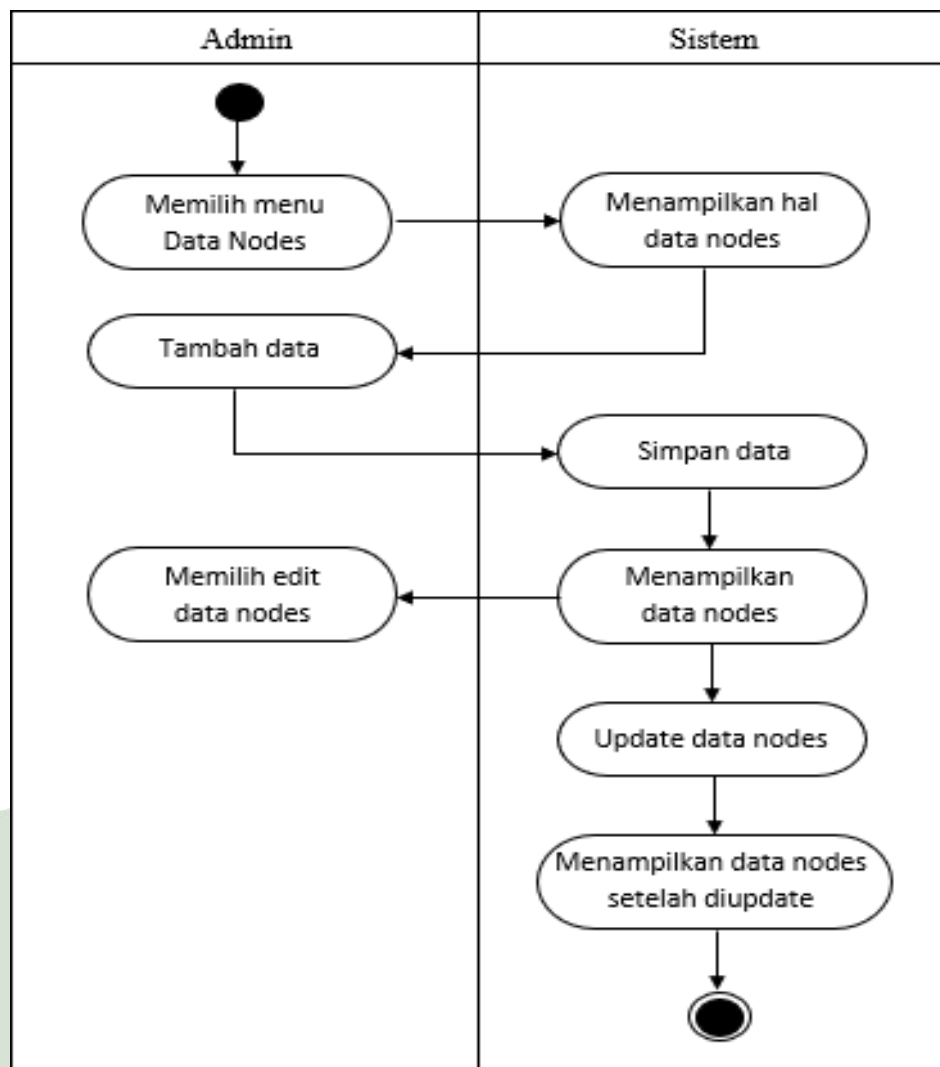 Admin
Sistem
Memilih menu
Data Nodes
Menampilkan hal
data nodes
Tambah data
Simpan data
Memilih edit
data nodes
Menampilkan
data nodes
Update data nodes
Menampilkan data nodes
setelah diupdate